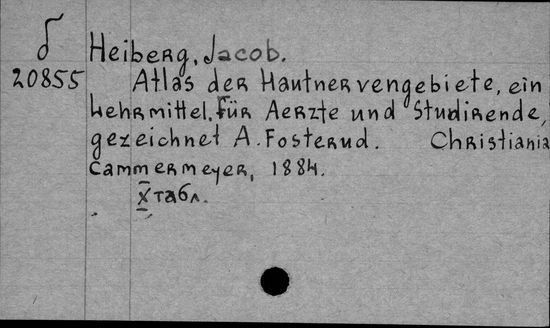 б
20855
Heiberg, Jacob.
Atlas der Hautnervengebiete, ein
Lehrmittel, für Aerzte und Studirende,
gezeichnet A. Fosterud. Christiania
Cammermeyer, 1884.
X табл.